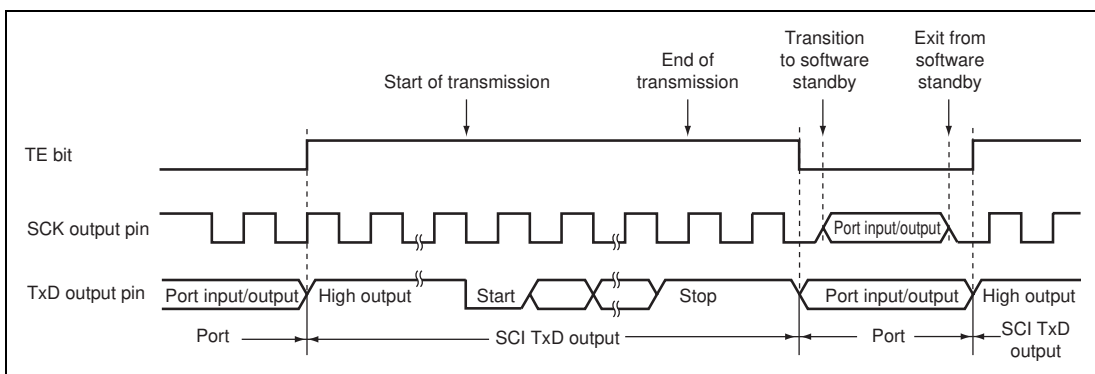 Start of transmission
End of
transmission
Transition
to software
standby
Exit from
software
standby
TE bit
SCK output pin
Port input/output
TxD output pin
Port input/output
High output
Start
Stop
Port input/output
High output
Port
SCI TxD output
Port
SCI TxD
output